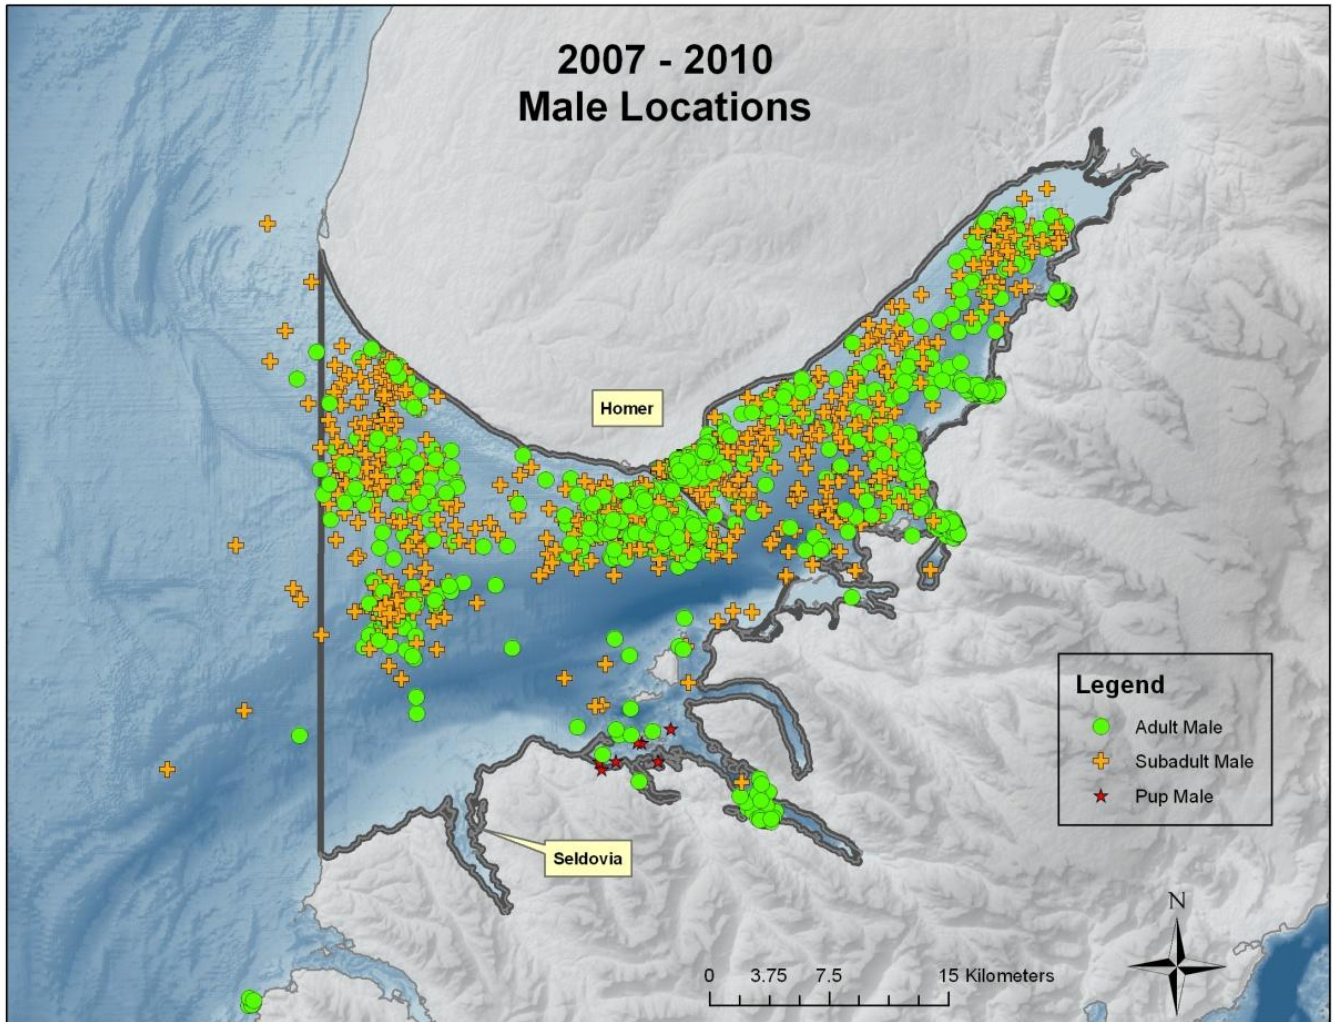 2007 - 2010
Male Locations
Homer
Legend
Adult Male
Subadult Male
Pup Male
Seldovia
N
0 3.75 7.5 15 Kilometers